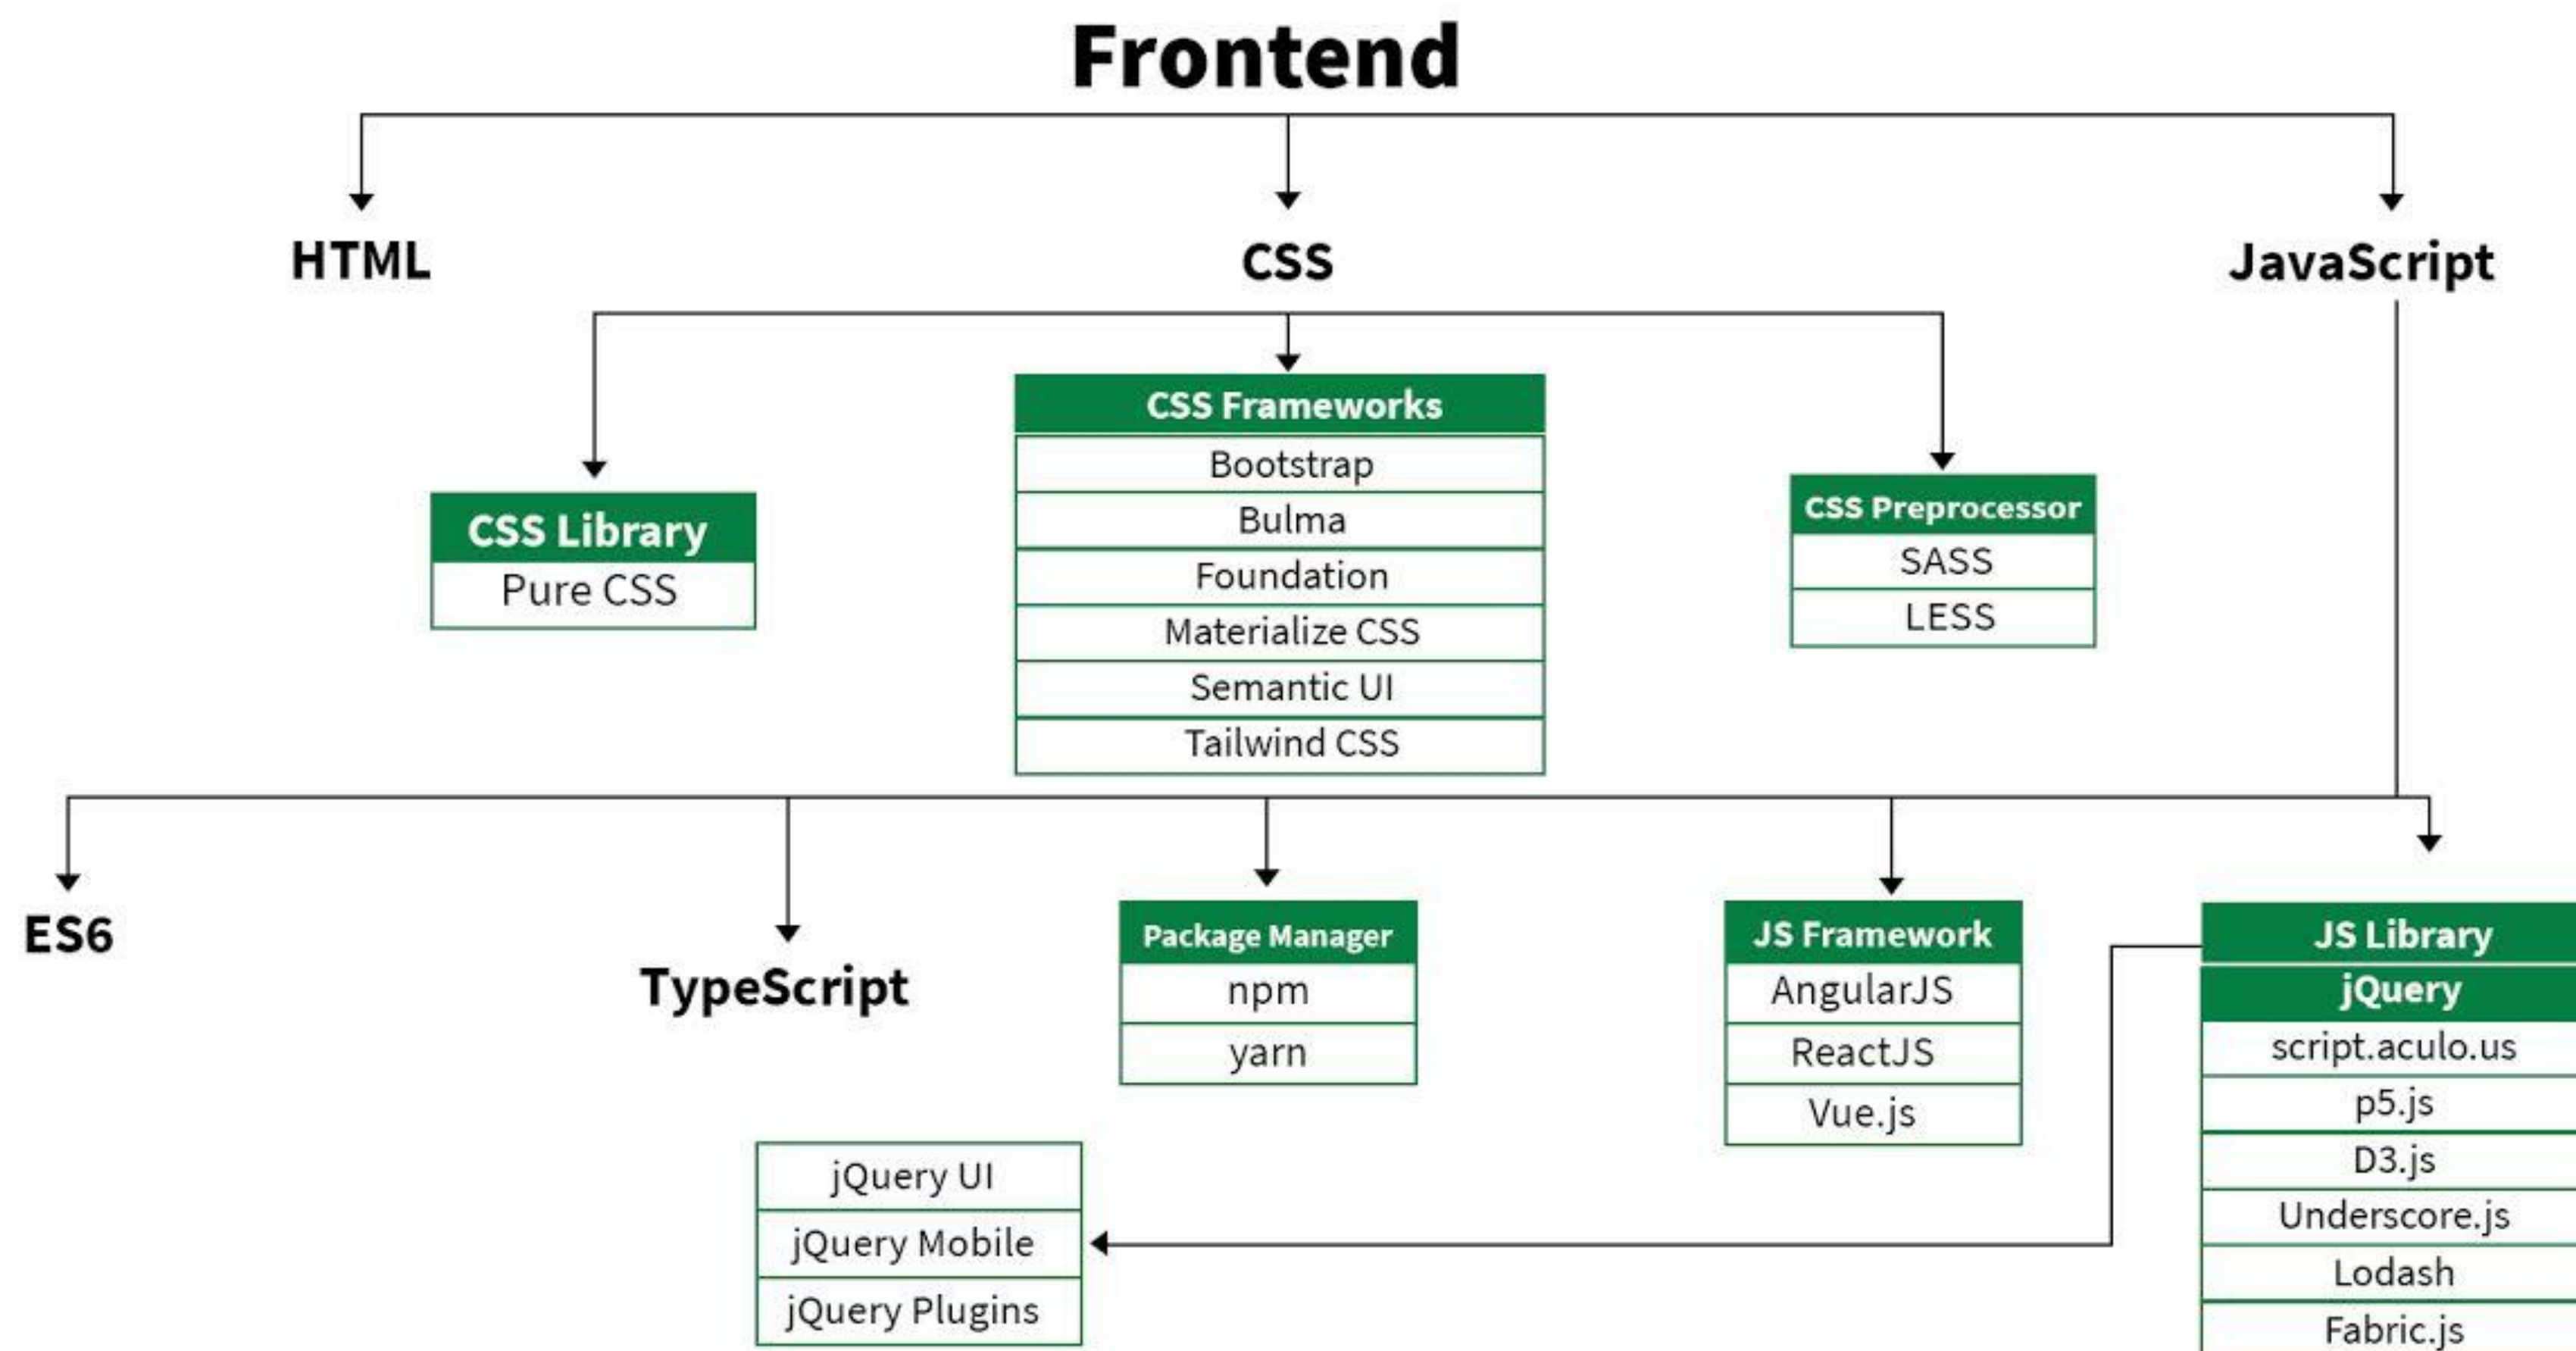 Frontend
HTML
CSS
JavaScript
CSS Library
Pure CSS
CSS Frameworks
Bootstrap
Bulma
Foundation
Materialize CSS
Semantic UI
Tailwind CSS
CSS Preprocessor
SASS
LESS
ES6
TypeScript
Package Manager
npm
yarn
JS Framework
AngularJS
ReactJS
Vue.js
JS Library
jQuery
script.aculo.us
p5.js
D3.js
Underscore.js
Lodash
Fabric.js
jQuery UI
jQuery Mobile
jQuery Plugins